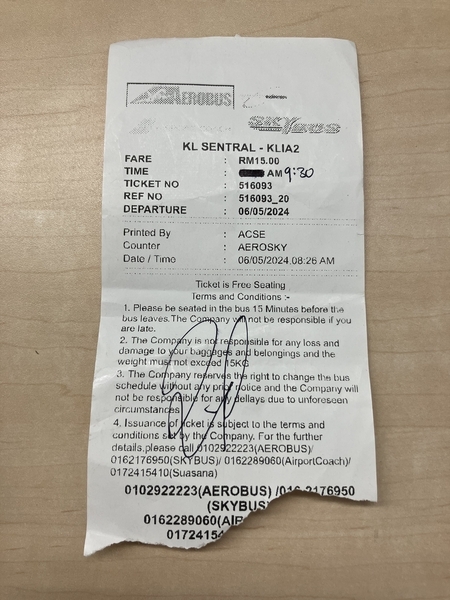 AEROBUS
SKYBUS
KL SENTRAL - KLIA2
FARE : RM15.00
TIME : AM 9:30
TICKET NO : 516093
REF NO : 516093_20
DEPARTURE : 06/05/2024
Printed By : ACSE
Counter : AEROSKY
Date / Time : 06/05/2024,08:26 AM
Ticket is Free Seating
Terms and Conditions :-
1. Please be seated in the bus 15 Minutes before the
bus leaves.The Company will not be responsible if you
are late.
2. The Company is not responsible for any loss and
damage to your baggages and belongings and the
weight must not exceed 15KG
3. The Company reserves the right to change the bus
schedule without any prior notice and the Company will
not be responsible for any delays due to unforeseen
circumstances
4. Issuance of ticket is subject to the terms and
conditions set by the Company. For the further
details,please call 0102922223(AEROBUS)/
0162176950(SKYBUS)/ 0162289060(AirportCoach)/
0172415410(Suasana)
0102922223(AEROBUS) /016 2176950
(SKYBUS
0162289060(AIR
01724154